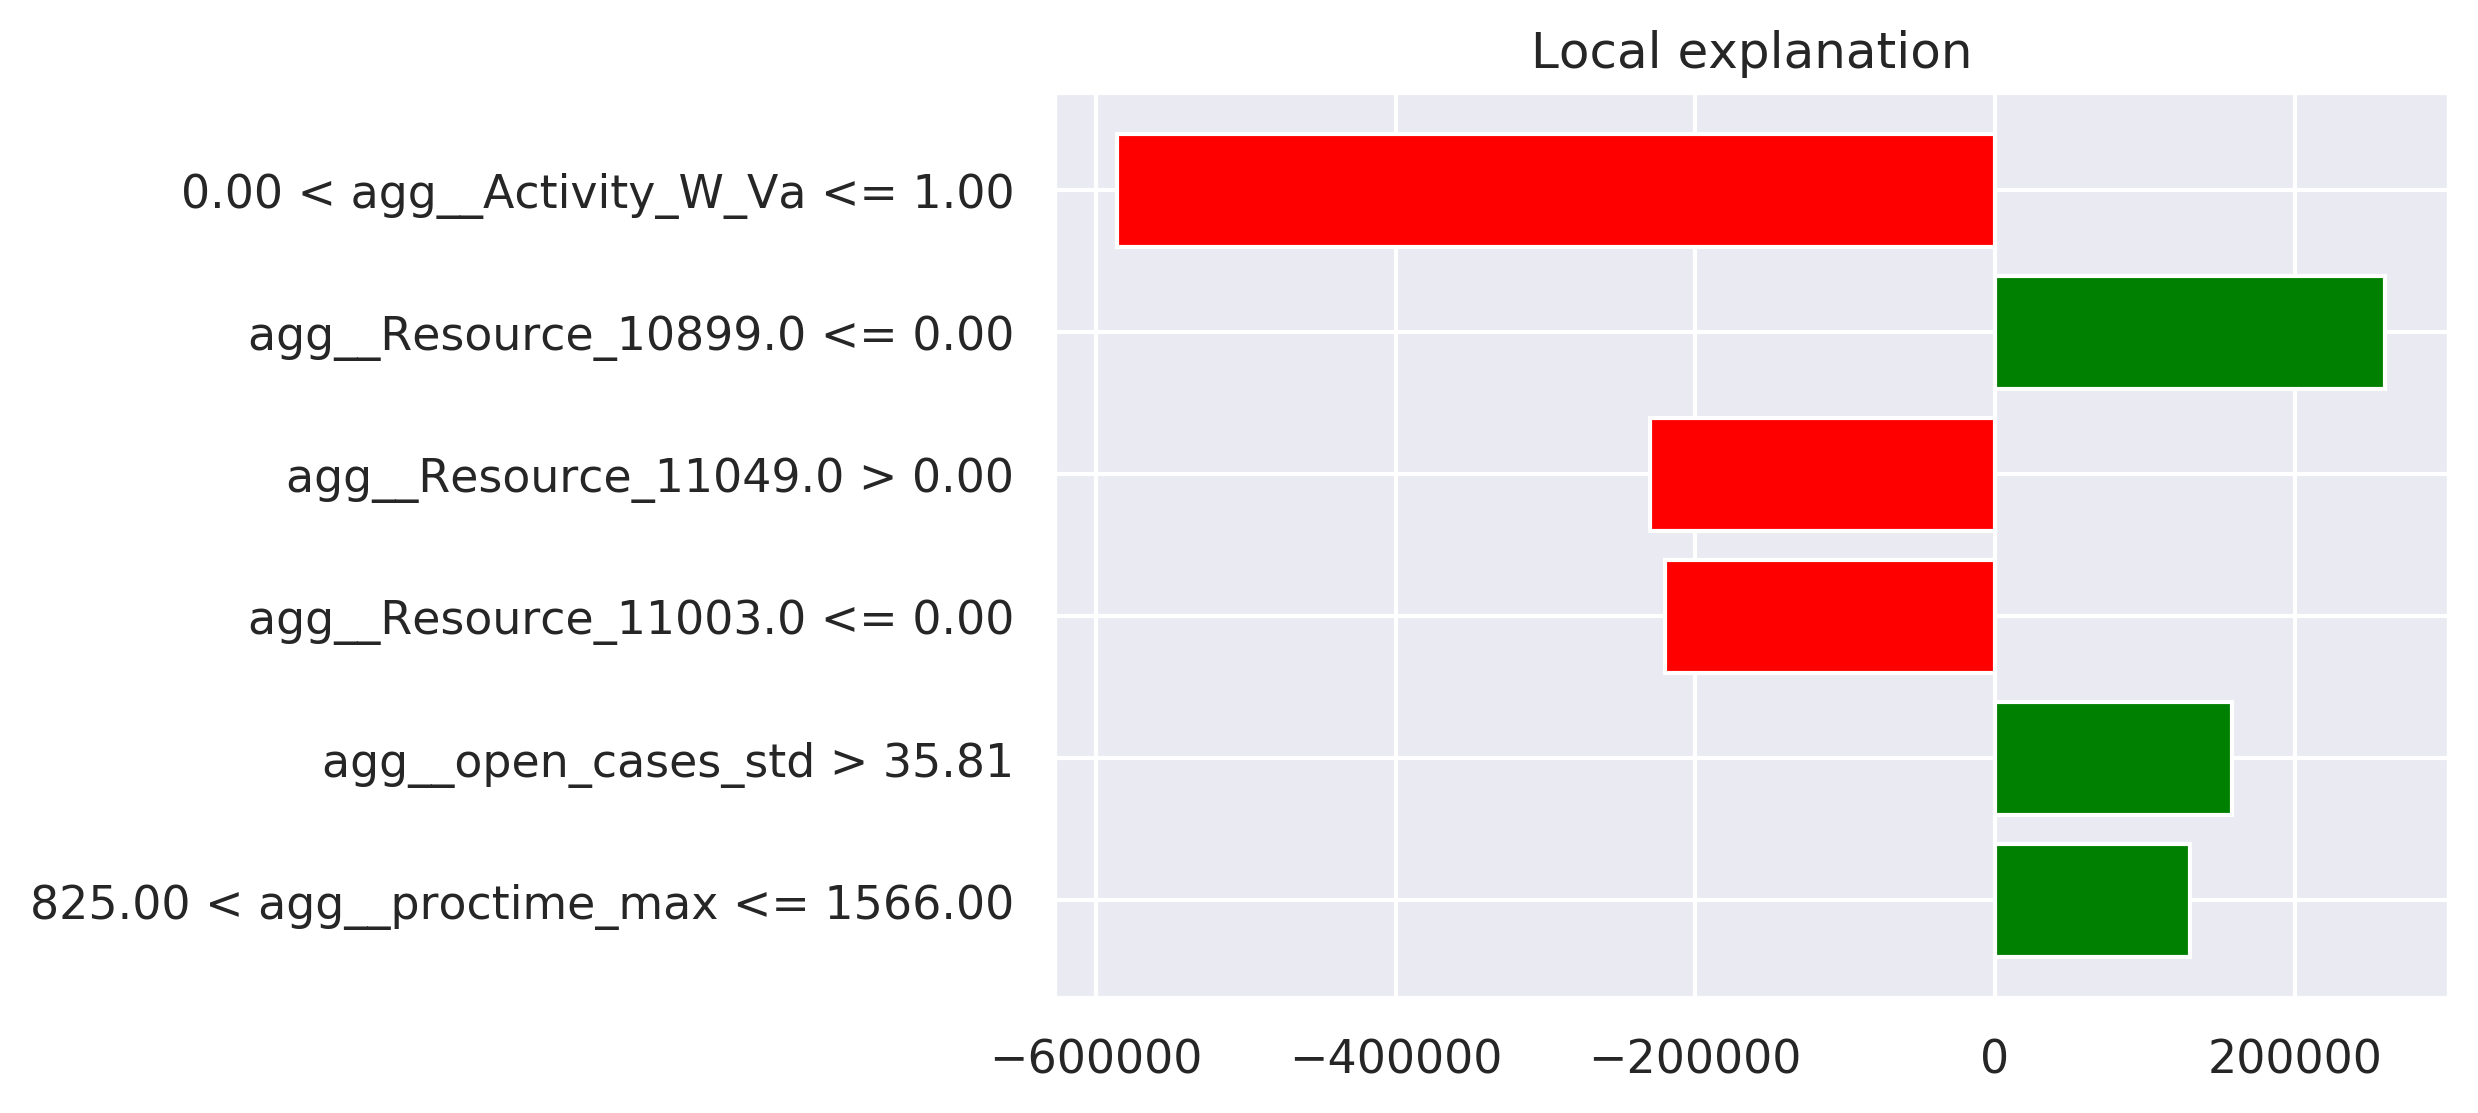 Local explanation
0.00 < agg__Activity_W_Va <= 1.00
agg__Resource_10899.0 <= 0.00
agg__Resource_11049.0 > 0.00
agg__Resource_11003.0 <= 0.00
agg__open_cases_std > 35.81
825.00 < agg__proctime_max <= 1566.00
−600000 −400000 −200000 0 200000